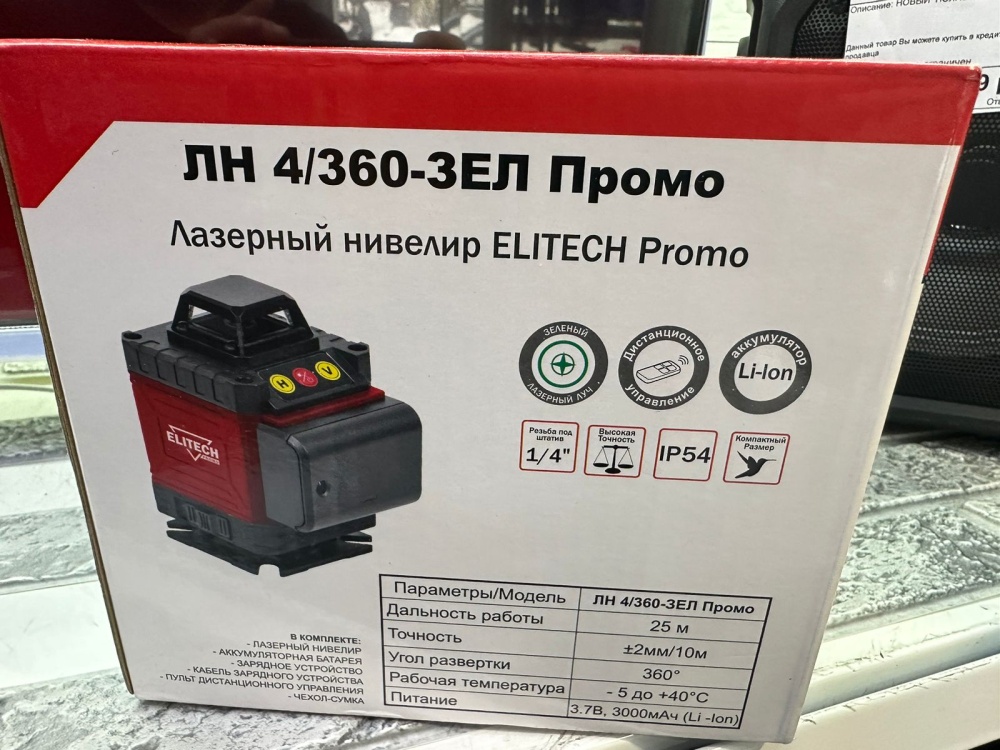 Описание: НОВЫЙ
Данный товар Вы можете купить в кредит
продавца
ЛН 4/360-ЗЕЛ Промо
Лазерный нивелир ELITECH Promo
ЗЕЛЕНЫЙ
ЛАЗЕРНЫЙ ЛУЧ
Дистанционное
управление
аккумулятор
Li-Ion
H
V
ELITECH
Резьба под
штатив
1/4"
Высокая
Точность
IP54
Компактный
Размер
Параметры/Модель ЛН 4/360-ЗЕЛ Промо
Дальность работы 25 м
Точность ±2мм/10м
Угол развертки 360°
Рабочая температура - 5 до +40°C
Питание 3.7В, 3000мАч (Li -Ion)
В КОМПЛЕКТЕ:
- ЛАЗЕРНЫЙ НИВЕЛИР
- АККУМУЛЯТОРНАЯ БАТАРЕЯ
- ЗАРЯДНОЕ УСТРОЙСТВО
- КАБЕЛЬ ЗАРЯДНОГО УСТРОЙСТВА
- ПУЛЬТ ДИСТАНЦИОННОГО УПРАВЛЕНИЯ
- ЧЕХОЛ-СУМКА